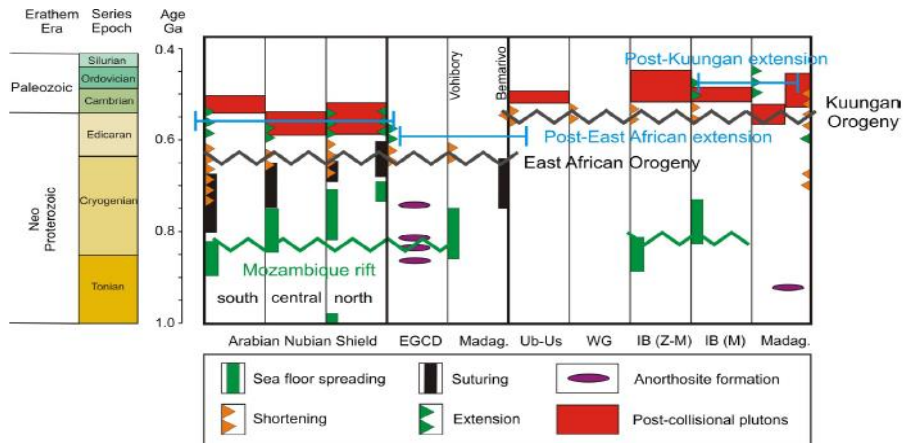 Erathem Era
Series Epoch
Age Ga
Paleozoic
Neo Proterozoic
Silurian
Ordovician
Cambrian
Edicaran
Cryogenian
Tonian
0.4
0.6
0.8
1.0
Vohibory
Bemarivo
Post-Kuungan extension
Kuungan Orogeny
Post-East African extension
East African Orogeny
Mozambique rift
south
central
north
Arabian Nubian Shield
EGCD
Madag.
Ub-Us
WG
IB (Z-M)
IB (M)
Madag.
Sea floor spreading
Suturing
Anorthosite formation
Shortening
Extension
Post-collisional plutons